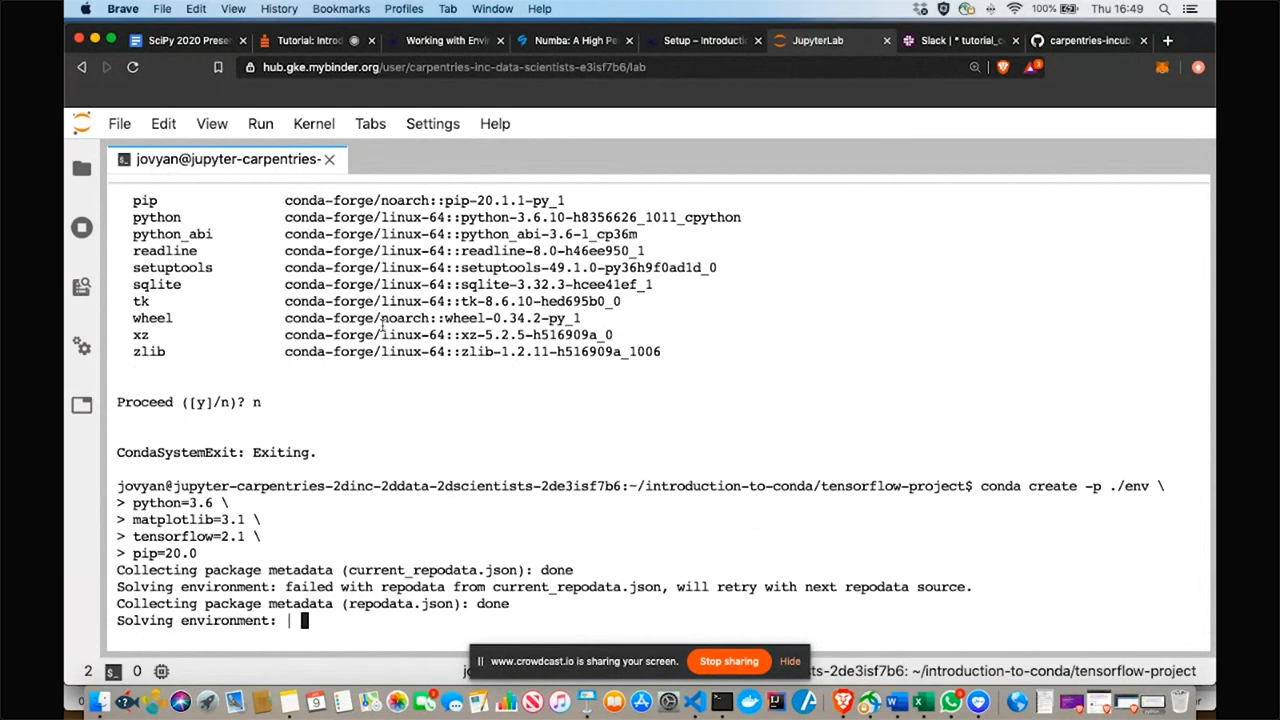 Brave File Edit View History Bookmarks Profiles Tab Window Help 100% Thu 16:49
SciPy 2020 Prese
Tutorial: Introd
Working with Envi
Numba: A High Pe
Setup – Introducti
JupyterLab
Slack | * tutorial_c
carpentries-incub
hub.gke.mybinder.org/user/carpentries-inc-data-scientists-e3isf7b6/lab
File Edit View Run Kernel Tabs Settings Help
jovyan@jupyter-carpentries-
pip conda-forge/noarch::pip-20.1.1-py_1
python conda-forge/linux-64::python-3.6.10-h8356626_1011_cpython
python_abi conda-forge/linux-64::python_abi-3.6-1_cp36m
readline conda-forge/linux-64::readline-8.0-h46ee950_1
setuptools conda-forge/linux-64::setuptools-49.1.0-py36h9f0ad1d_0
sqlite conda-forge/linux-64::sqlite-3.32.3-hcee41ef_1
tk conda-forge/linux-64::tk-8.6.10-hed695b0_0
wheel conda-forge/noarch::wheel-0.34.2-py_1
xz conda-forge/linux-64::xz-5.2.5-h516909a_0
zlib conda-forge/linux-64::zlib-1.2.11-h516909a_1006
Proceed ([y]/n)? n
CondaSystemExit: Exiting.
jovyan@jupyter-carpentries-2dinc-2ddata-2dscientists-2de3isf7b6:~/introduction-to-conda/tensorflow-project$ conda create -p ./env \
> python=3.6 \
> matplotlib=3.1 \
> tensorflow=2.1 \
> pip=20.0
Collecting package metadata (current_repodata.json): done
Solving environment: failed with repodata from current_repodata.json, will retry with next repodata source.
Collecting package metadata (repodata.json): done
Solving environment: |
www.crowdcast.io is sharing your screen. Stop sharing Hide
2 0 jo
sts-2de3isf7b6: ~/introduction-to-conda/tensorflow-project